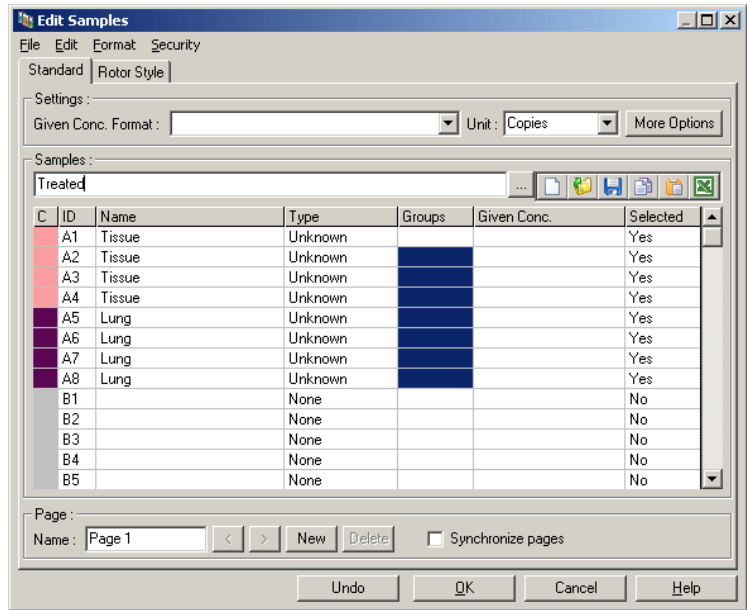 Edit Samples
File Edit Format Security
Standard Rotor Style
Settings :
Given Conc. Format : Unit : Copies More Options
Samples :
Treated ...
C ID Name Type Groups Given Conc. Selected
A1 Tissue Unknown Yes
A2 Tissue Unknown Yes
A3 Tissue Unknown Yes
A4 Tissue Unknown Yes
A5 Lung Unknown Yes
A6 Lung Unknown Yes
A7 Lung Unknown Yes
A8 Lung Unknown Yes
B1 None No
B2 None No
B3 None No
B4 None No
B5 None No
Page :
Name : Page 1 < > New Delete Synchronize pages
Undo OK Cancel Help